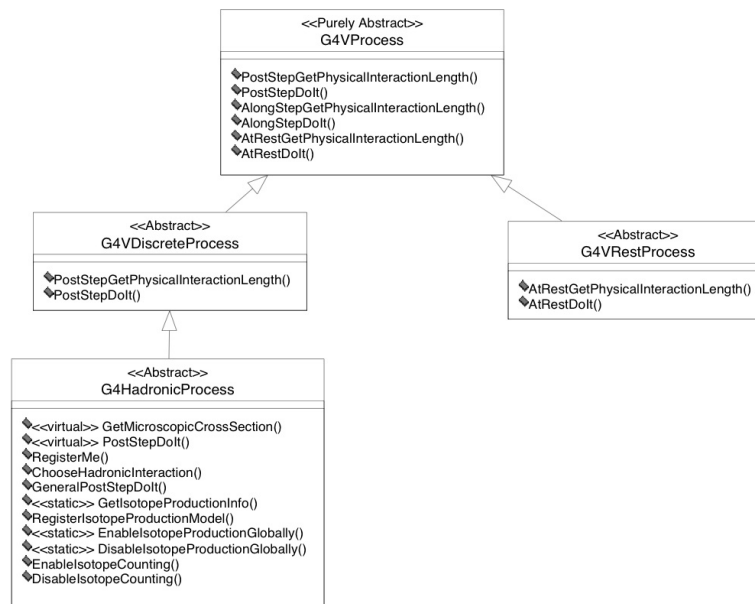 <<Purely Abstract>>
G4VProcess
PostStepGetPhysicalInteractionLength()
PostStepDoIt()
AlongStepGetPhysicalInteractionLength()
AlongStepDoIt()
AtRestGetPhysicalInteractionLength()
AtRestDoIt()
<<Abstract>>
G4VDiscreteProcess
PostStepGetPhysicalInteractionLength()
PostStepDoIt()
<<Abstract>>
G4VRestProcess
AtRestGetPhysicalInteractionLength()
AtRestDoIt()
<<Abstract>>
G4HadronicProcess
<<virtual>> GetMicroscopicCrossSection()
<<virtual>> PostStepDoIt()
RegisterMe()
ChooseHadronicInteraction()
GeneralPostStepDoIt()
<<static>> GetIsotopeProductionInfo()
RegisterIsotopeProductionModel()
<<static>> EnableIsotopeProductionGlobally()
<<static>> DisableIsotopeProductionGlobally()
EnableIsotopeCounting()
DisableIsotopeCounting()